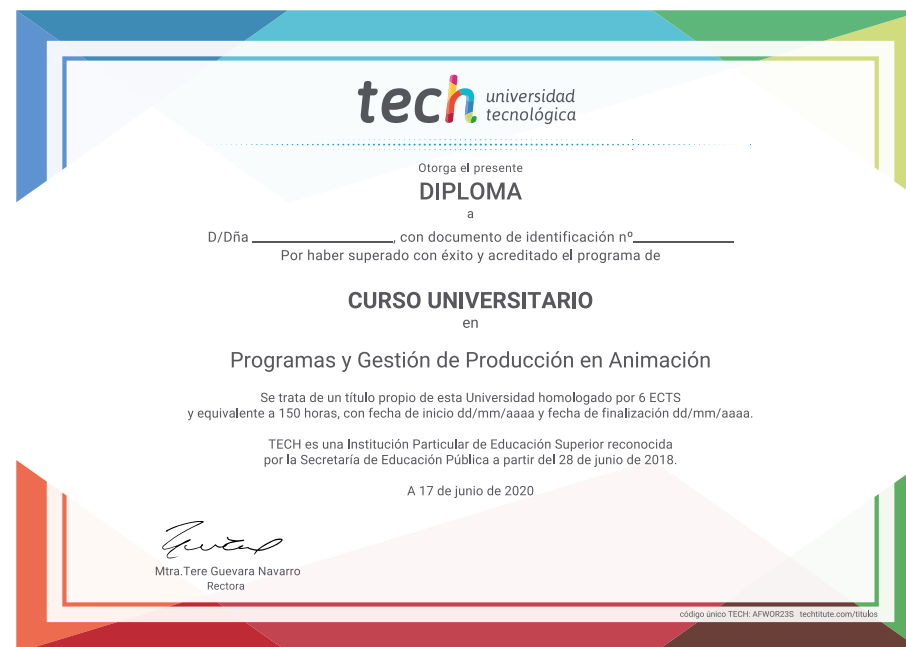 tech universidad
tecnológica
Otorga el presente
DIPLOMA
a
D/Dña ____________________, con documento de identificación nº______________
Por haber superado con éxito y acreditado el programa de
CURSO UNIVERSITARIO
en
Programas y Gestión de Producción en Animación
Se trata de un título propio de esta Universidad homologado por 6 ECTS
y equivalente a 150 horas, con fecha de inicio dd/mm/aaaa y fecha de finalización dd/mm/aaaa.
TECH es una Institución Particular de Educación Superior reconocida
por la Secretaría de Educación Pública a partir del 28 de junio de 2018.
A 17 de junio de 2020
Mtra.Tere Guevara Navarro
Rectora
código único TECH: AFWOR23S techtitute.com/titulos